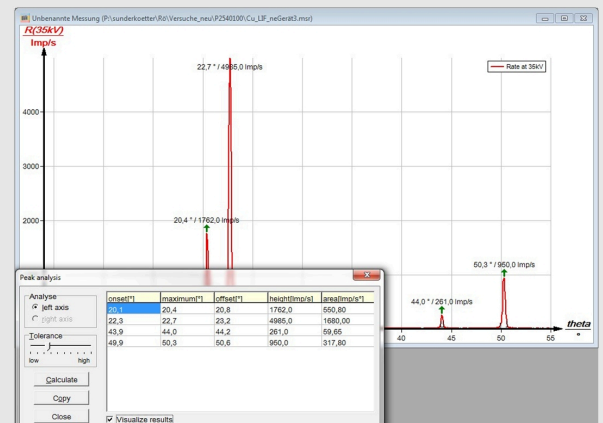 Unbenannte Messung (P:\sunderkoetter\Rö\Versuche_neu\P2540100\Cu_LIF_neGerät3.msr)
R(35kV)
Imp/s
22,7 ° / 4985,0 Imp/s
Rate at 35kV
4000
3000
20,4 ° / 1762,0 Imp/s
2000
50,3 ° / 950,0 Imp/s
44,0 ° / 261,0 Imp/s
theta
°
40 45 50 55
Peak analysis
Analyse
left axis
right axis
Tolerance
low high
Calculate
Copy
Close
onset[°] maximum[°] offset[°] height[Imp/s] area[Imp/s*°]
20,1 20,4 20,8 1762,0 550,80
22,3 22,7 23,2 4985,0 1680,00
43,9 44,0 44,2 261,0 59,65
49,9 50,3 50,6 950,0 317,80
Visualize results